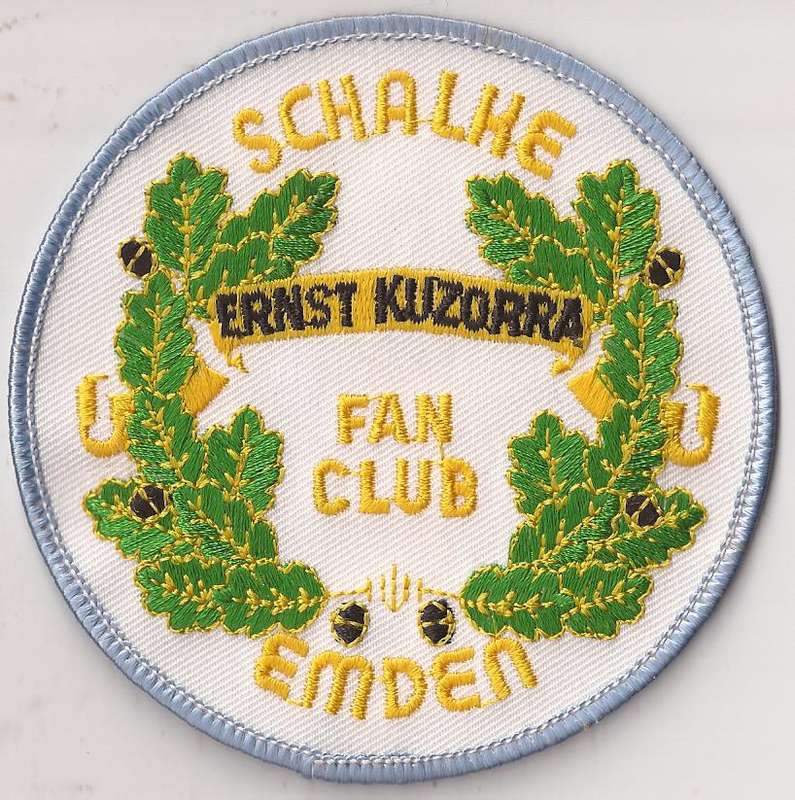 SCHALKE
ERNST KUZORRA
FAN
CLUB
EMDEN